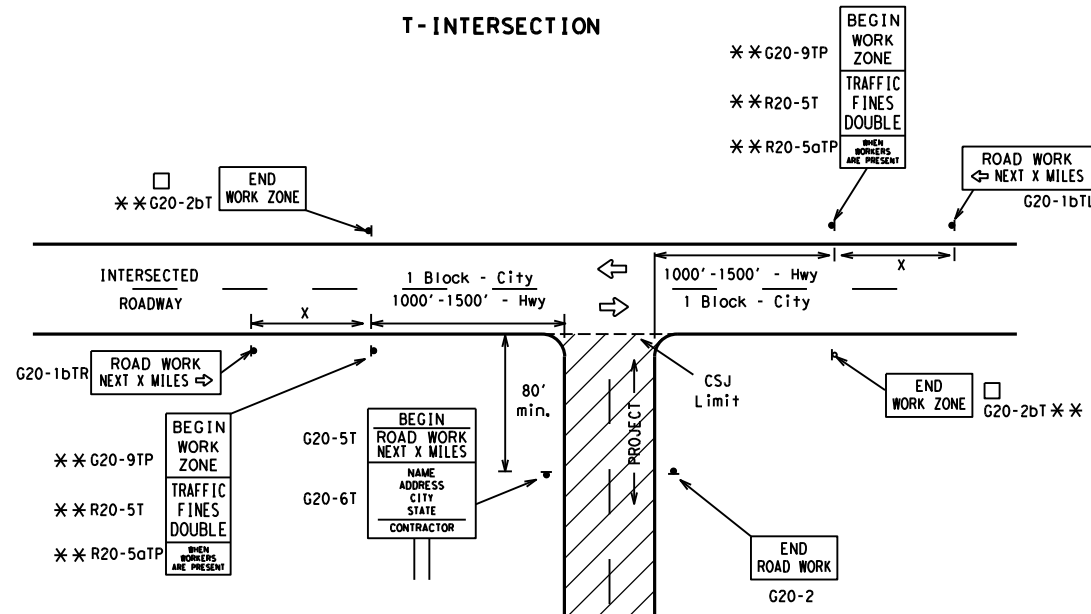 T-INTERSECTION
✱✱G20-9TP
✱✱R20-5T
✱✱R20-5aTP
BEGIN
WORK
ZONE
TRAFFIC
FINES
DOUBLE
WHEN
WORKERS
ARE PRESENT
ROAD WORK
⇦ NEXT X MILES
G20-1bTL
□
✱✱G20-2bT
END
WORK ZONE
INTERSECTED
ROADWAY
1 Block - City
1000'-1500' - Hwy
X
⇦
⇨
1000'-1500' - Hwy
1 Block - City
X
G20-1bTR
ROAD WORK
NEXT X MILES ⇨
80'
min.
CSJ
Limit
PROJECT
END
WORK ZONE
□
G20-2bT ✱✱
✱✱G20-9TP
✱✱R20-5T
✱✱R20-5aTP
BEGIN
WORK
ZONE
TRAFFIC
FINES
DOUBLE
WHEN
WORKERS
ARE PRESENT
G20-5T
G20-6T
BEGIN
ROAD WORK
NEXT X MILES
NAME
ADDRESS
CITY
STATE
CONTRACTOR
END
ROAD WORK
G20-2